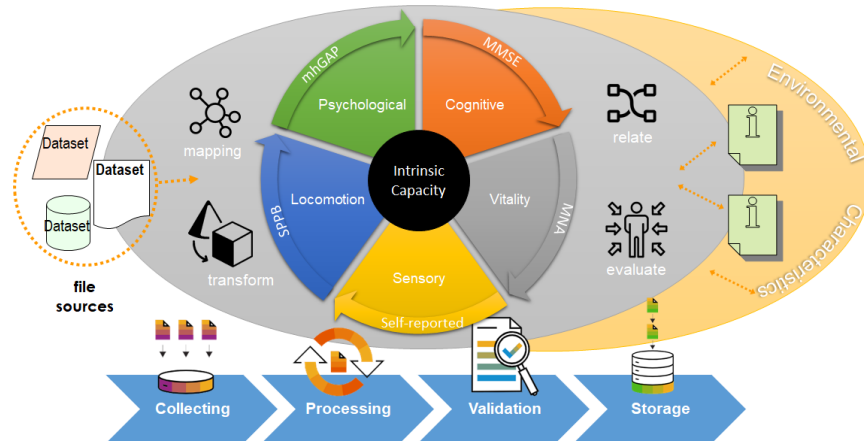 mhGAP
MMSE
Psychological
Cognitive
Environmental
Dataset
Dataset
Dataset
mapping
relate
i
Intrinsic
Capacity
Locomotion
Vitality
SPPB
MNA
i
transform
evaluate
Sensory
Characteristics
file
sources
Self-reported
Collecting
Processing
Validation
Storage